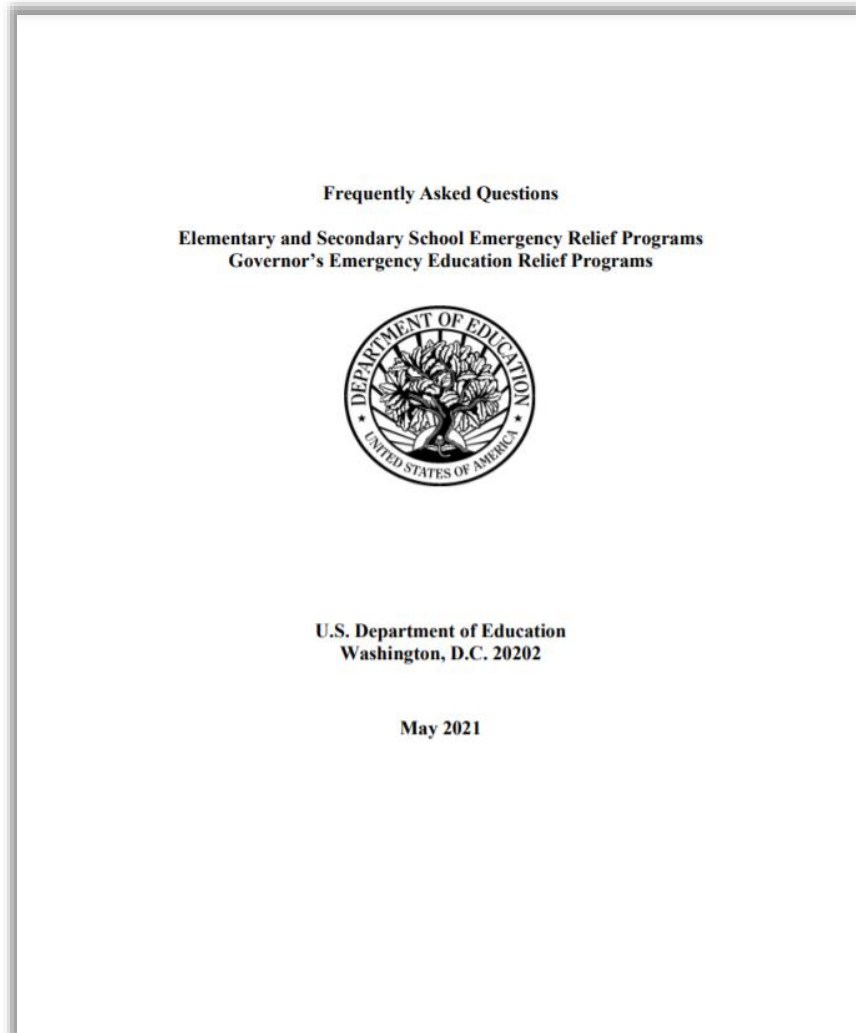 Frequently Asked Questions
Elementary and Secondary School Emergency Relief Programs
Governor’s Emergency Education Relief Programs
DEPARTMENT OF EDUCATION
UNITED STATES OF AMERICA
U.S. Department of Education
Washington, D.C. 20202
May 2021